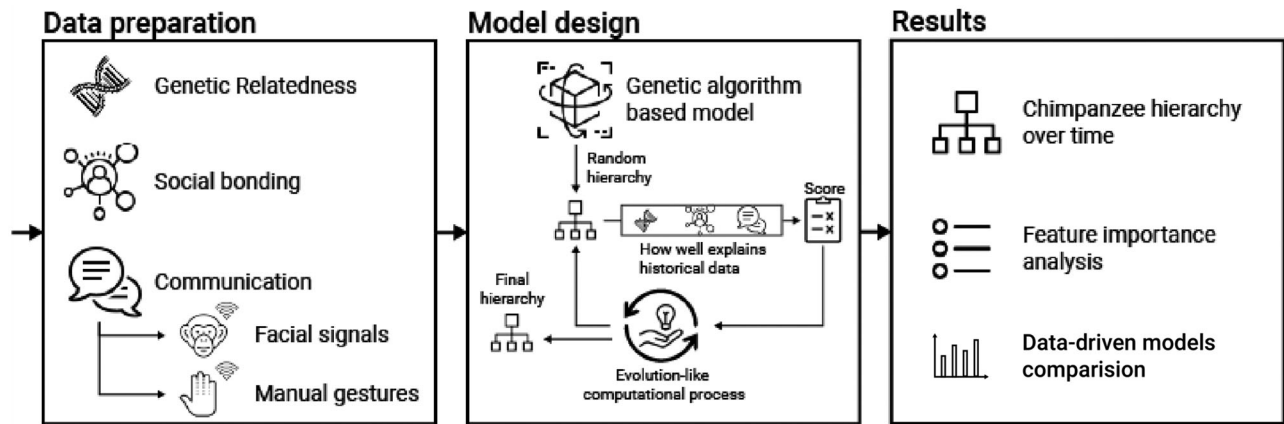 Data preparation
Genetic Relatedness
Social bonding
Communication
Facial signals
Manual gestures
Model design
Genetic algorithm
based model
Random
hierarchy
Score
How well explains
historical data
Final
hierarchy
Evolution-like
computational process
Results
Chimpanzee hierarchy
over time
Feature importance
analysis
Data-driven models
comparision